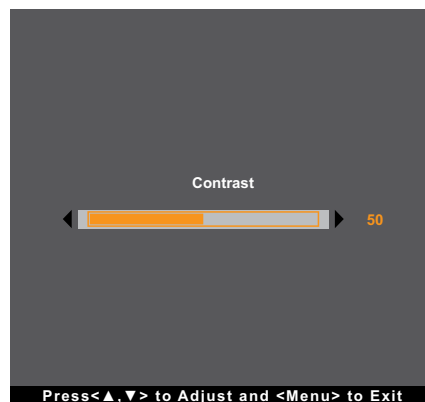 Contrast
50
Press<▲,▼> to Adjust and <Menu> to Exit